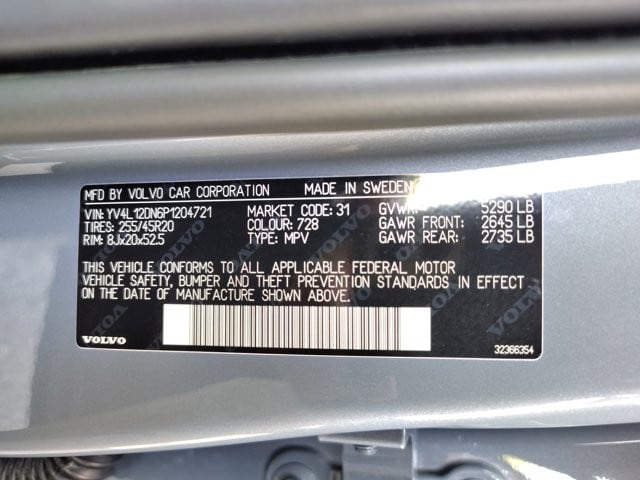 MFD BY VOLVO CAR CORPORATION MADE IN SWEDEN
VIN: YV4L12DN6P1204721 MARKET CODE: 31 GVWR: 5290 LB
TIRES: 255/45R20 COLOUR: 728 GAWR FRONT: 2645 LB
RIM: 8Jx20x52.5 TYPE: MPV GAWR REAR: 2735 LB
THIS VEHICLE CONFORMS TO ALL APPLICABLE FEDERAL MOTOR
VEHICLE SAFETY, BUMPER AND THEFT PREVENTION STANDARDS IN EFFECT
ON THE DATE OF MANUFACTURE SHOWN ABOVE.
VOLVO 32366354